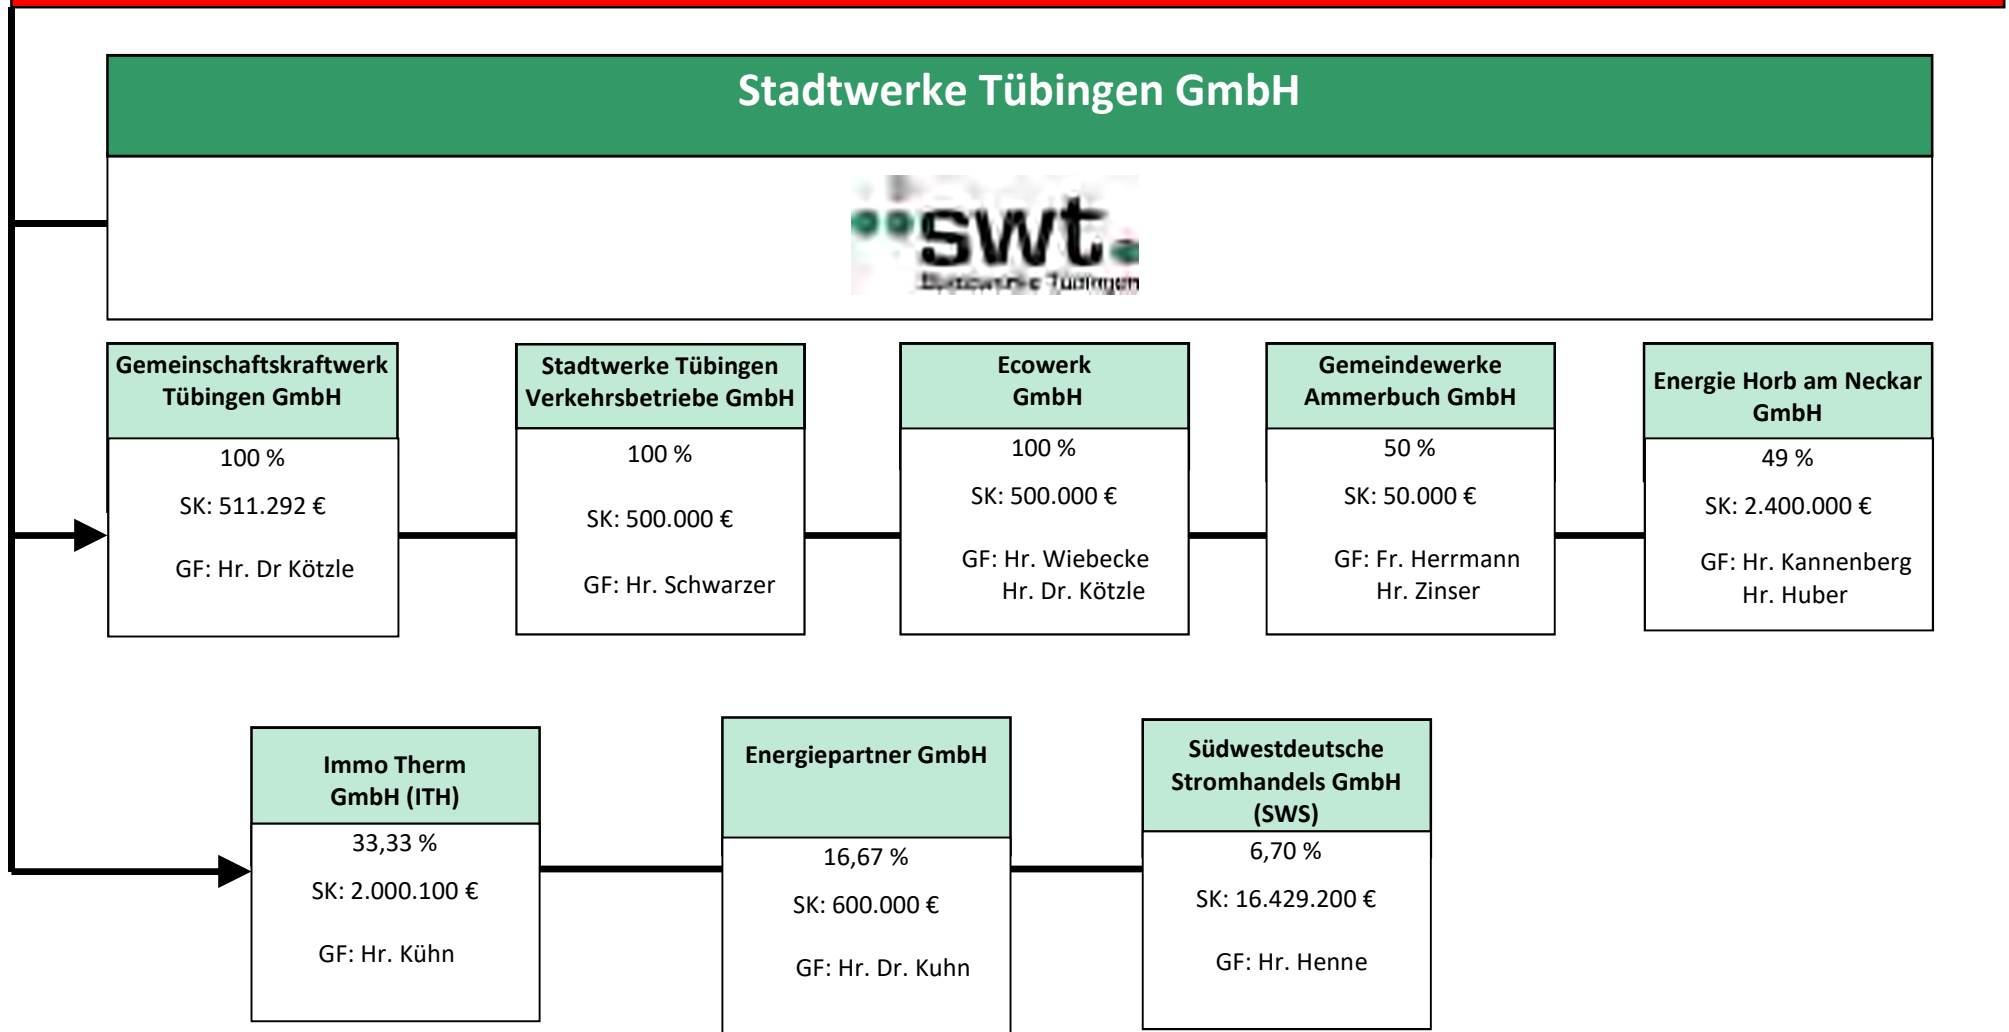 Stadtwerke Tübingen GmbH
swt
Stadtwerke Tübingen
Gemeinschaftskraftwerk
Tübingen GmbH
100 %
SK: 511.292 €
GF: Hr. Dr Kötzle
Stadtwerke Tübingen
Verkehrsbetriebe GmbH
100 %
SK: 500.000 €
GF: Hr. Schwarzer
Ecowerk
GmbH
100 %
SK: 500.000 €
GF: Hr. Wiebecke
Hr. Dr. Kötzle
Gemeindewerke
Ammerbuch GmbH
50 %
SK: 50.000 €
GF: Fr. Herrmann
Hr. Zinser
Energie Horb am Neckar
GmbH
49 %
SK: 2.400.000 €
GF: Hr. Kannenberg
Hr. Huber
Immo Therm
GmbH (ITH)
33,33 %
SK: 2.000.100 €
GF: Hr. Kühn
Energiepartner GmbH
16,67 %
SK: 600.000 €
GF: Hr. Dr. Kuhn
Südwestdeutsche
Stromhandels GmbH
(SWS)
6,70 %
SK: 16.429.200 €
GF: Hr. Henne